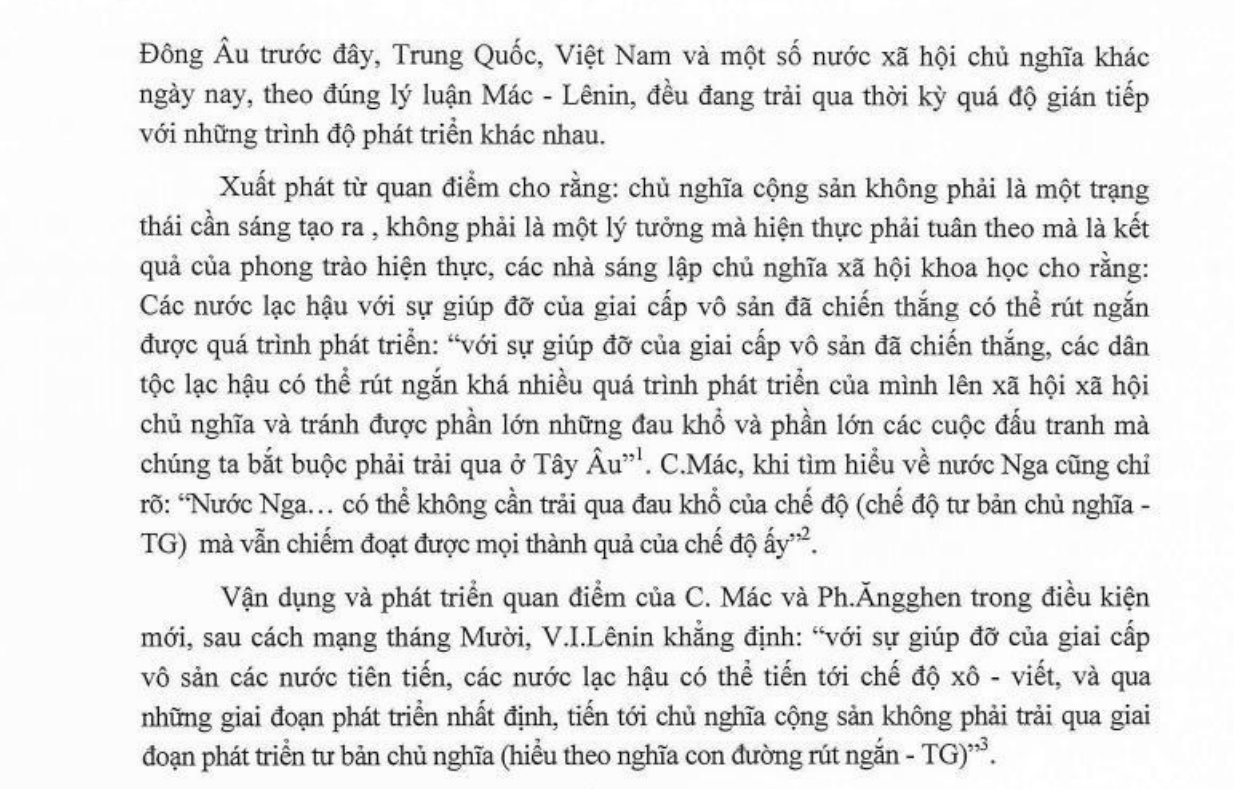 Đông Âu trước đây, Trung Quốc, Việt Nam và một số nước xã hội chủ nghĩa khác
ngày nay, theo đúng lý luận Mác - Lênin, đều đang trải qua thời kỳ quá độ gián tiếp
với những trình độ phát triển khác nhau.
Xuất phát từ quan điểm cho rằng: chủ nghĩa cộng sản không phải là một trạng
thái cần sáng tạo ra , không phải là một lý tưởng mà hiện thực phải tuân theo mà là kết
quả của phong trào hiện thực, các nhà sáng lập chủ nghĩa xã hội khoa học cho rằng:
Các nước lạc hậu với sự giúp đỡ của giai cấp vô sản đã chiến thắng có thể rút ngắn
được quá trình phát triển: “với sự giúp đỡ của giai cấp vô sản đã chiến thắng, các dân
tộc lạc hậu có thể rút ngắn khá nhiều quá trình phát triển của mình lên xã hội xã hội
chủ nghĩa và tránh được phần lớn những đau khổ và phần lớn các cuộc đấu tranh mà
chúng ta bắt buộc phải trải qua ở Tây Âu”¹. C.Mác, khi tìm hiểu về nước Nga cũng chỉ
rõ: “Nước Nga… có thể không cần trải qua đau khổ của chế độ (chế độ tư bản chủ nghĩa -
TG) mà vẫn chiếm đoạt được mọi thành quả của chế độ ấy”².
Vận dụng và phát triển quan điểm của C. Mác và Ph.Ăngghen trong điều kiện
mới, sau cách mạng tháng Mười, V.I.Lênin khẳng định: “với sự giúp đỡ của giai cấp
vô sản các nước tiên tiến, các nước lạc hậu có thể tiến tới chế độ xô - viết, và qua
những giai đoạn phát triển nhất định, tiến tới chủ nghĩa cộng sản không phải trải qua giai
đoạn phát triển tư bản chủ nghĩa (hiểu theo nghĩa con đường rút ngắn - TG)”³.